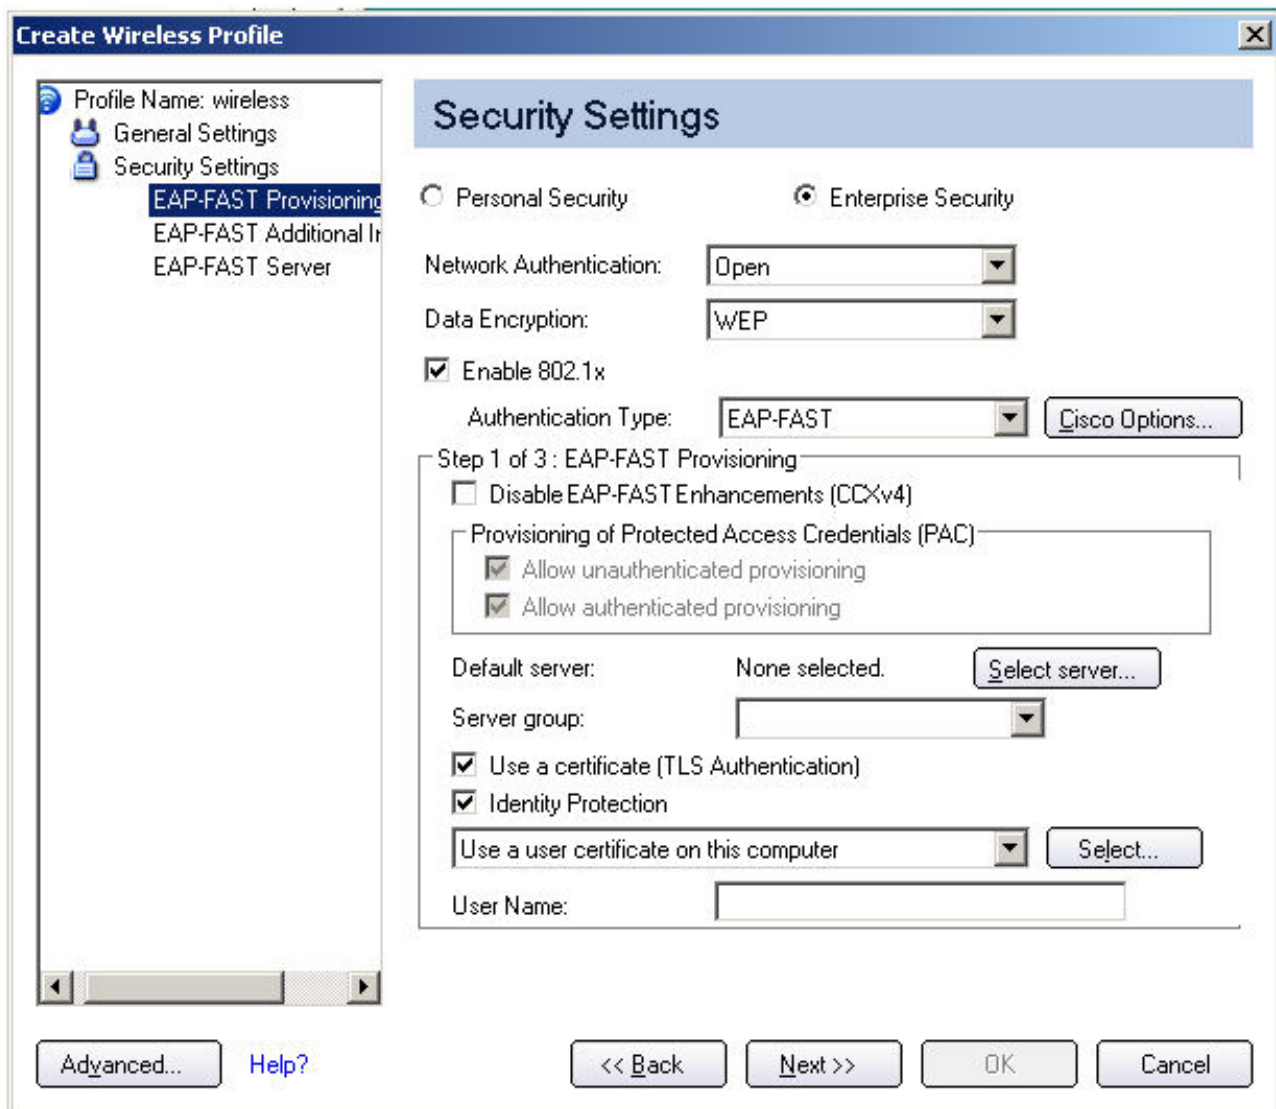 Create Wireless Profile
Profile Name: wireless
General Settings
Security Settings
EAP-FAST Provisioning
EAP-FAST Additional
EAP-FAST Server
Security Settings
Personal Security
Enterprise Security
Network Authentication: Open
Data Encryption: WEP
Enable 802.1x
Authentication Type: EAP-FAST Cisco Options...
Step 1 of 3 : EAP-FAST Provisioning
Disable EAP-FAST Enhancements (CCXv4)
Provisioning of Protected Access Credentials (PAC)
Allow unauthenticated provisioning
Allow authenticated provisioning
Default server: None selected. Select server...
Server group:
Use a certificate (TLS Authentication)
Identity Protection
Use a user certificate on this computer Select...
User Name:
Advanced... Help? << Back Next >> OK Cancel